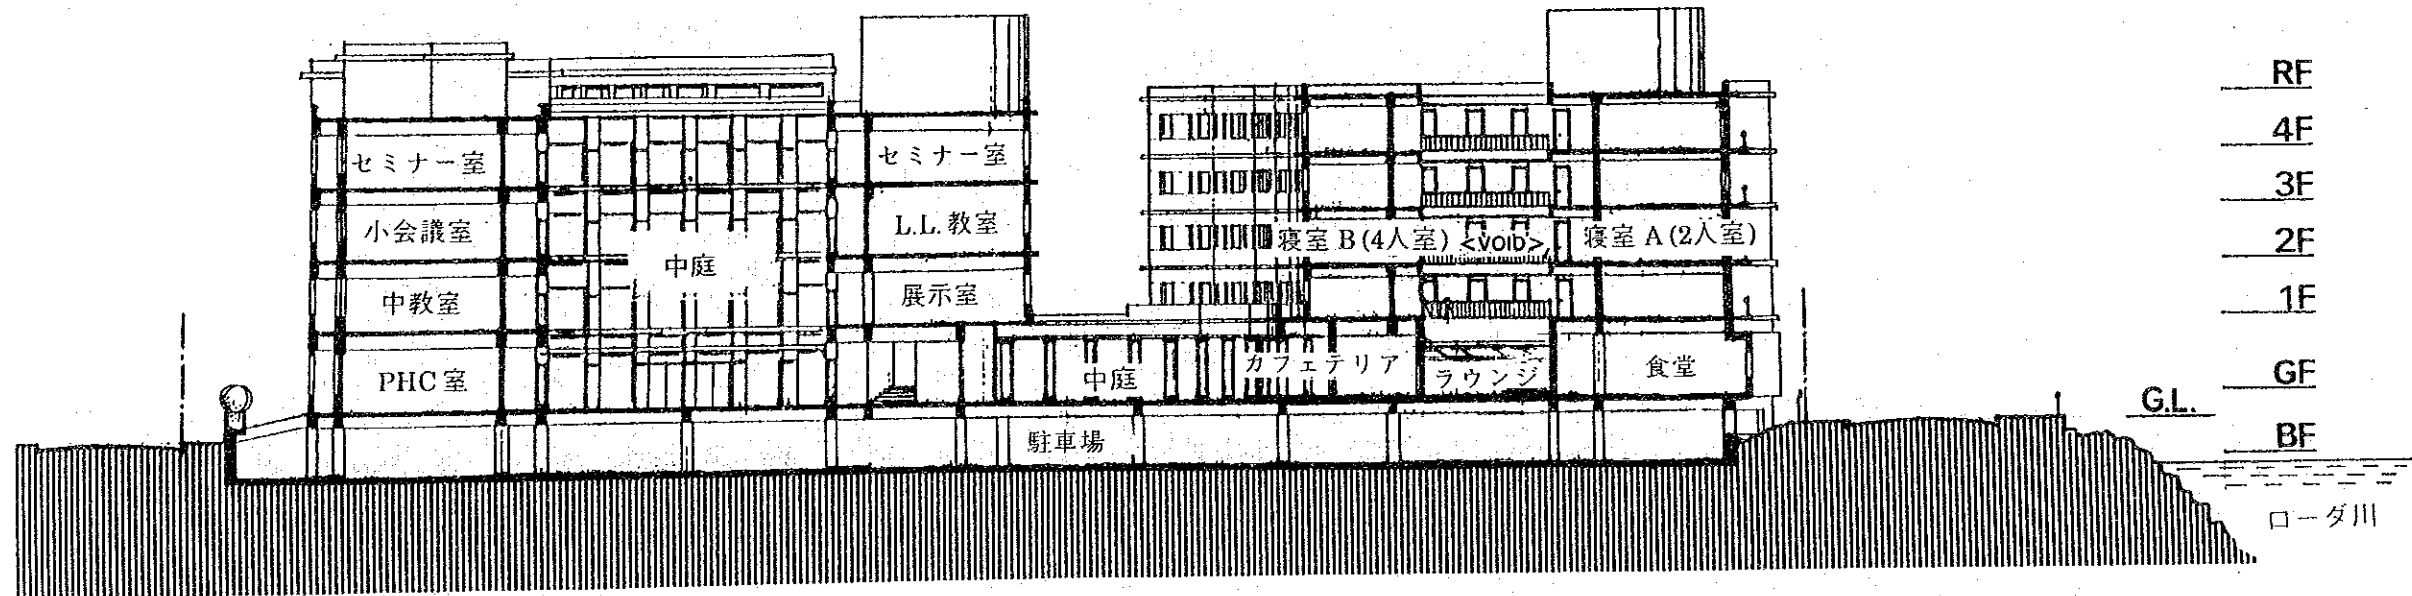 RF
4F
セミナー室
セミナー室
3F
小会議室
L.L.教室
寝室 B (4人室)
<VOID>
寝室 A (2人室)
2F
中庭
中教室
展示室
1F
PHC室
中庭
カフェテリア
ラウンジ
食堂
GF
G.L.
駐車場
BF
ローダ川